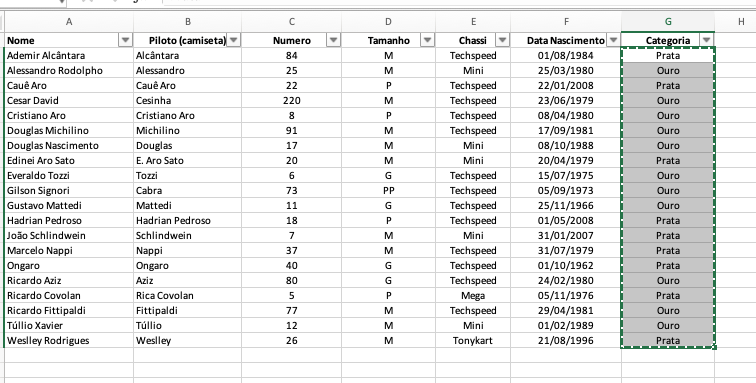 A B C D E F G H
Nome Piloto (camiseta) Numero Tamanho Chassi Data Nascimento Categoria
Ademir Alcântara Alcântara 84 M Techspeed 01/08/1984 Prata
Alessandro Rodolpho Alessandro 25 M Mini 25/03/1980 Ouro
Cauê Aro Cauê Aro 22 P Techspeed 22/01/2008 Prata
Cesar David Cesinha 220 M Techspeed 23/06/1979 Ouro
Cristiano Aro Cristiano Aro 8 P Techspeed 08/04/1980 Ouro
Douglas Michilino Michilino 91 M Techspeed 17/09/1981 Ouro
Douglas Nascimento Douglas 17 M Mini 08/10/1988 Ouro
Edinei Aro Sato E. Aro Sato 20 M Mini 20/04/1979 Prata
Everaldo Tozzi Tozzi 6 G Techspeed 15/07/1975 Ouro
Gilson Signori Cabra 73 PP Techspeed 05/09/1973 Ouro
Gustavo Mattedi Mattedi 11 G Techspeed 25/11/1966 Ouro
Hadrian Pedroso Hadrian Pedroso 18 P Techspeed 01/05/2008 Prata
João Schlindwein Schlindwein 7 M Mini 31/01/2007 Prata
Marcelo Nappi Nappi 37 M Techspeed 31/07/1979 Prata
Ongaro Ongaro 40 G Techspeed 01/10/1962 Prata
Ricardo Aziz Aziz 80 G Techspeed 24/02/1980 Ouro
Ricardo Covolan Rica Covolan 5 P Mega 05/11/1976 Prata
Ricardo Fittipaldi Fittipaldi 77 M Techspeed 29/04/1981 Ouro
Túllio Xavier Túllio 12 M Mini 01/02/1989 Ouro
Weslley Rodrigues Weslley 26 M Tonykart 21/08/1996 Prata